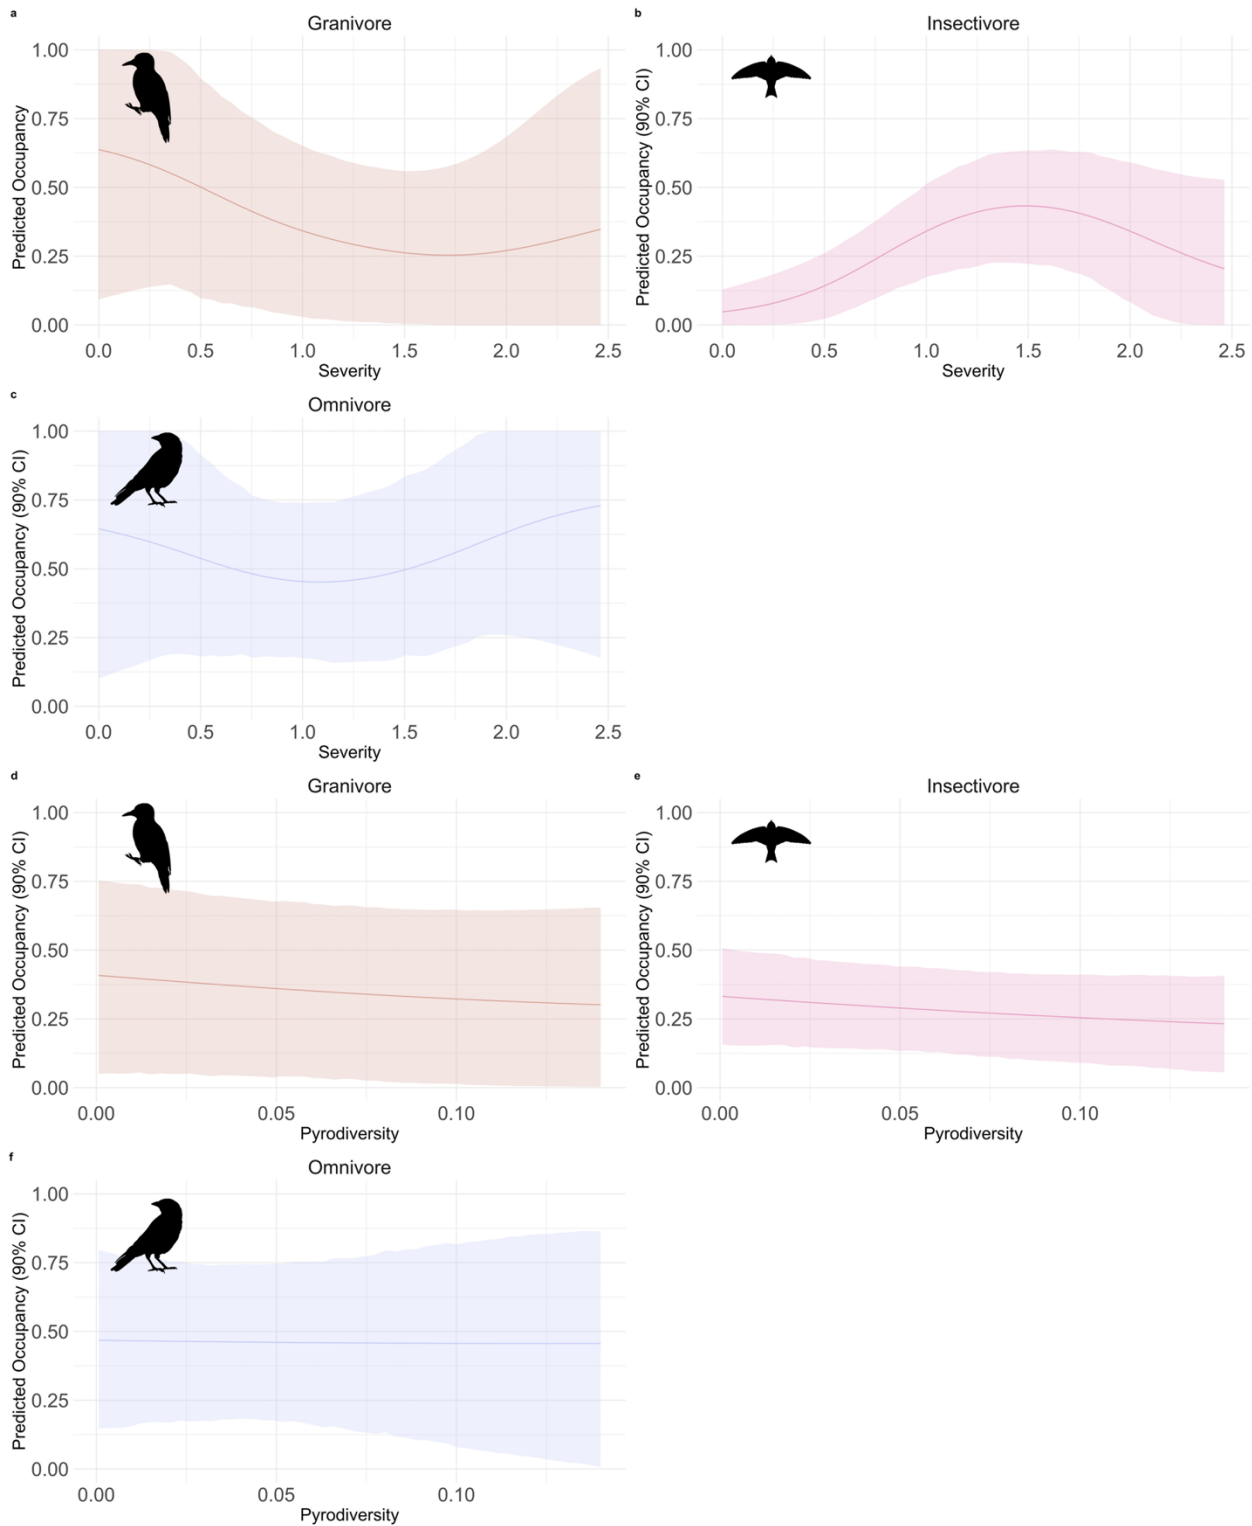 a
Granivore
Predicted Occupancy
1.00
0.75
0.50
0.25
0.00
0.0 0.5 1.0 1.5 2.0 2.5
Severity
b
Insectivore
Predicted Occupancy (90% CI)
1.00
0.75
0.50
0.25
0.00
0.0 0.5 1.0 1.5 2.0 2.5
Severity
c
Omnivore
Predicted Occupancy (90% CI)
1.00
0.75
0.50
0.25
0.00
0.0 0.5 1.0 1.5 2.0 2.5
Severity
d
Granivore
Predicted Occupancy (90% CI)
1.00
0.75
0.50
0.25
0.00
0.00 0.05 0.10
Pyrodiversity
e
Insectivore
Predicted Occupancy (90% CI)
1.00
0.75
0.50
0.25
0.00
0.00 0.05 0.10
Pyrodiversity
f
Omnivore
Predicted Occupancy (90% CI)
1.00
0.75
0.50
0.25
0.00
0.00 0.05 0.10
Pyrodiversity